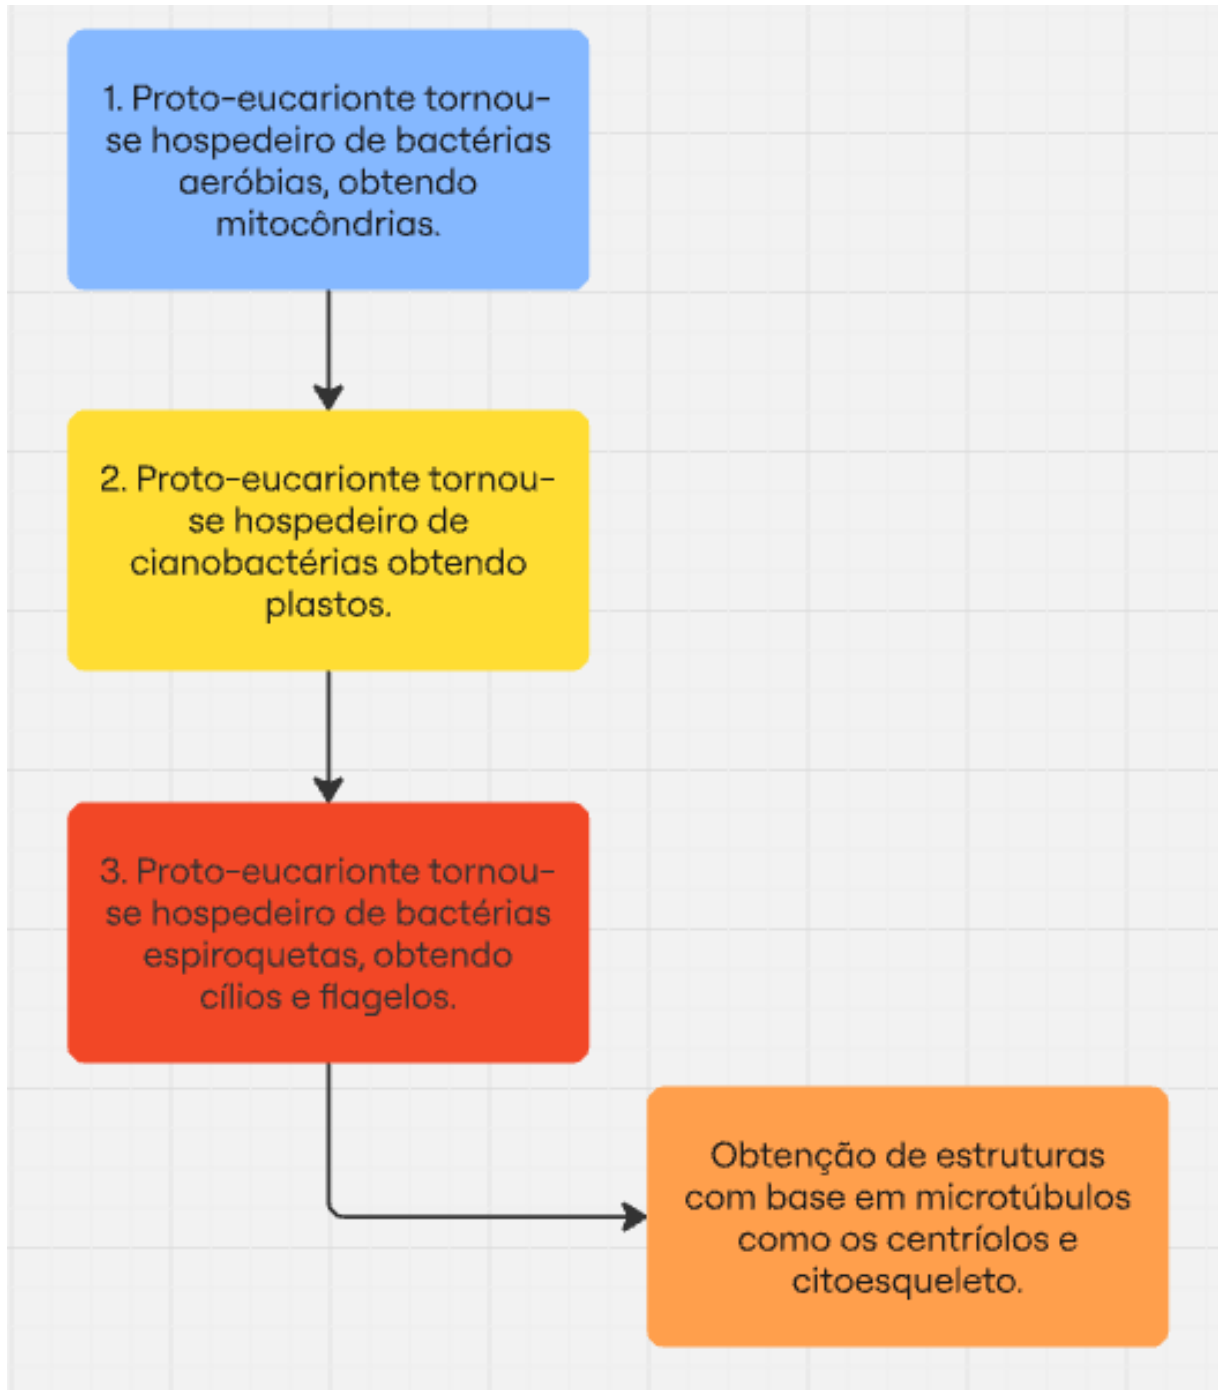 1. Proto-eucarionte tornou-
se hospedeiro de bactérias
aeróbias, obtendo
mitocôndrias.
2. Proto-eucarionte tornou-
se hospedeiro de
cianobactérias obtendo
plastos.
3. Proto-eucarionte tornou-
se hospedeiro de bactérias
espiroquetas, obtendo
cílios e flagelos.
Obtenção de estruturas
com base em microtúbulos
como os centríolos e
citoesqueleto.